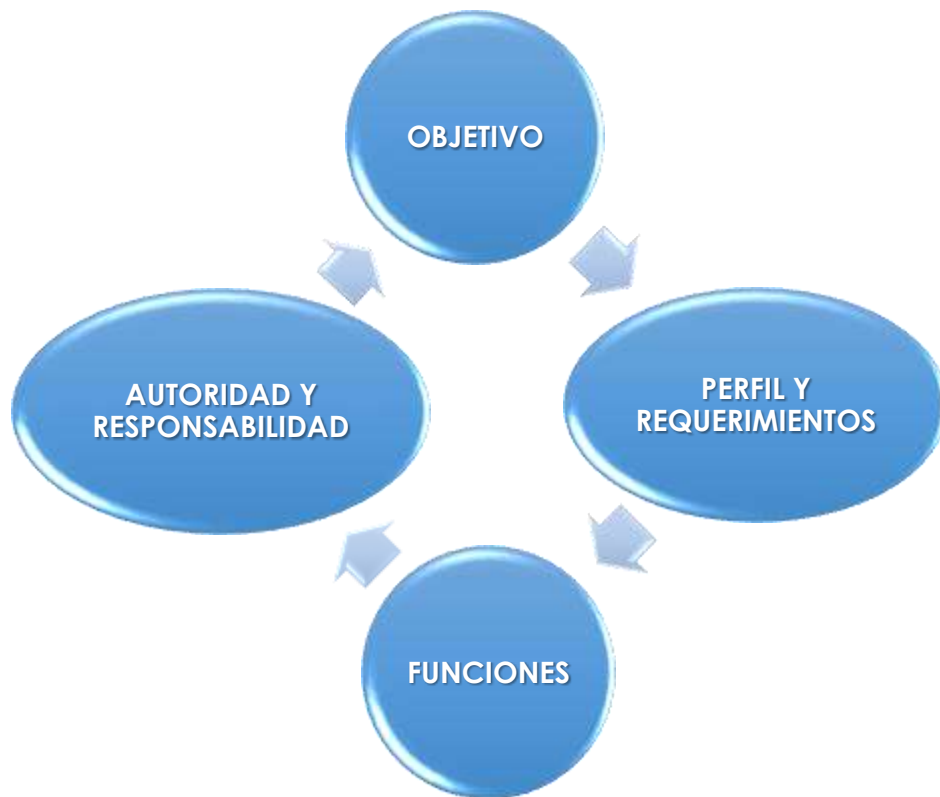 OBJETIVO
PERFIL Y
REQUERIMIENTOS
FUNCIONES
AUTORIDAD Y
RESPONSABILIDAD